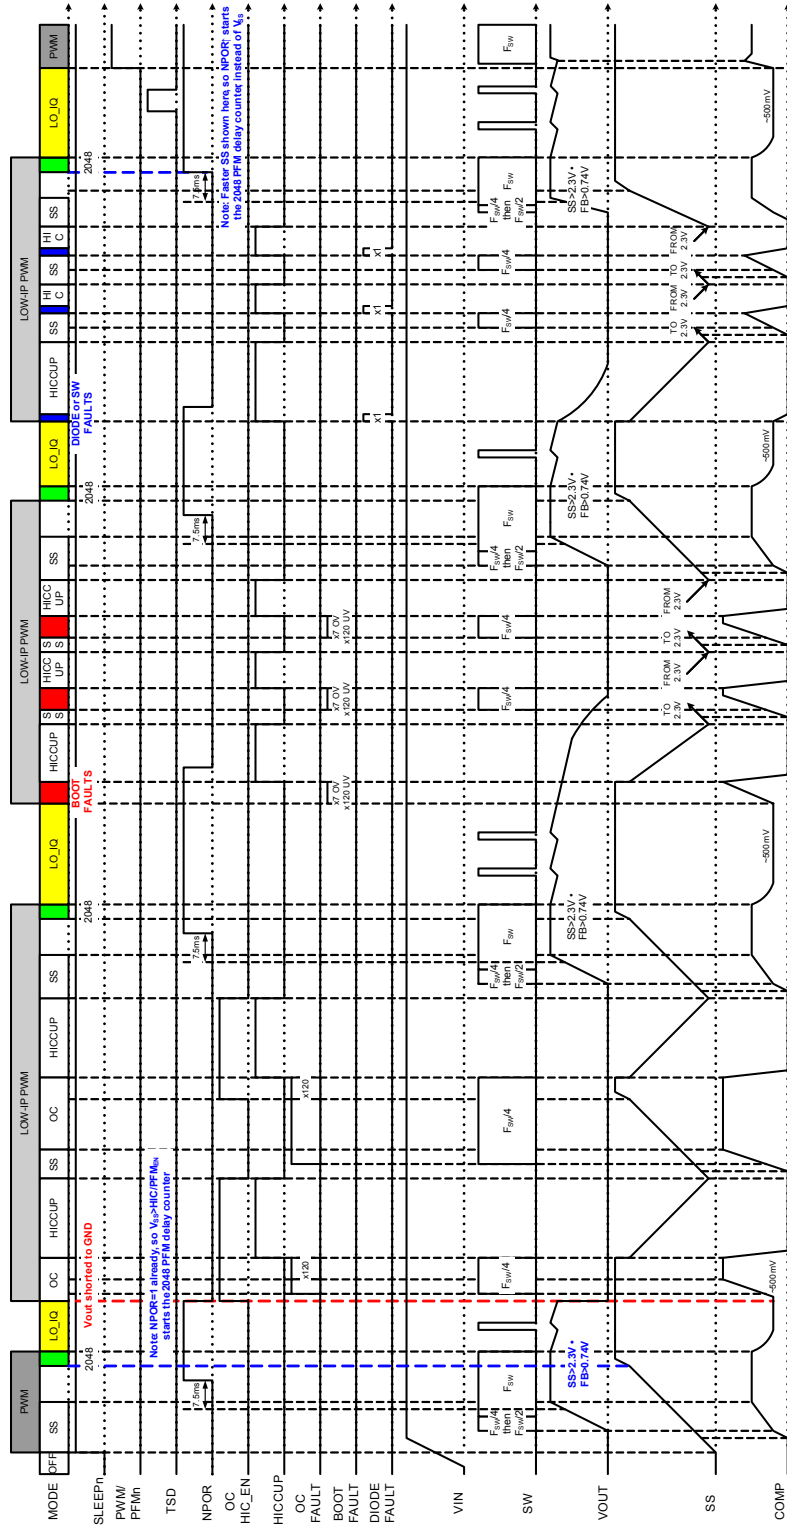 PWM
LOW-IP PWM
LOW-IP PWM
LOW-IP PWM
MODE
OFF
SS
LO_IQ
OC
HICCUP
SS
OC
HICCUP
SS
LO_IQ
HICCUP
S
S
HICC
UP
S
S
HICC
UP
SS
LO_IQ
HICCUP
SS
HI
C
SS
HI
C
SS
LO_IQ
PWM
SLEEPn
2048
Vout shorted to GND
2048
BOOT
FAULTS
2048
DIODE or SW
FAULTS
2048
PWM/
PFMn
TSD
Note: NPOR=1 already, so VSS>HIC/PFMEN
starts the 2048 PFM delay counter
NPOR
7.5ms
7.5ms
7.5ms
7.5ms
Note: Faster SS shown here, so NPOR↑ starts
the 2048 PFM delay counter instead of VSS
OC
HIC_EN
HICCUP
OC
FAULT
x120
x120
BOOT
FAULT
x7 OV
x120 UV
x7 OV
x120 UV
x7 OV
x120 UV
DIODE
FAULT
x1
x1
x1
VIN
SW
FSW/4
then
FSW/2
FSW
FSW/4
FSW/4
FSW/4
then
FSW/2
FSW
FSW/4
FSW/4
FSW/4
then
FSW/2
FSW
FSW/4
FSW/4
FSW/4
then
FSW/2
FSW
FSW
VOUT
SS>2.3V •
FB>0.74V
SS>2.3V •
FB>0.74V
SS>2.3V •
FB>0.74V
SS>2.3V •
FB>0.74V
SS
TO
2.3V
FROM
2.3V
TO
2.3V
FROM
2.3V
TO
2.3V
FROM
2.3V
TO
2.3V
FROM
2.3V
COMP
~500mV
~500mV
~500mV
~500mV